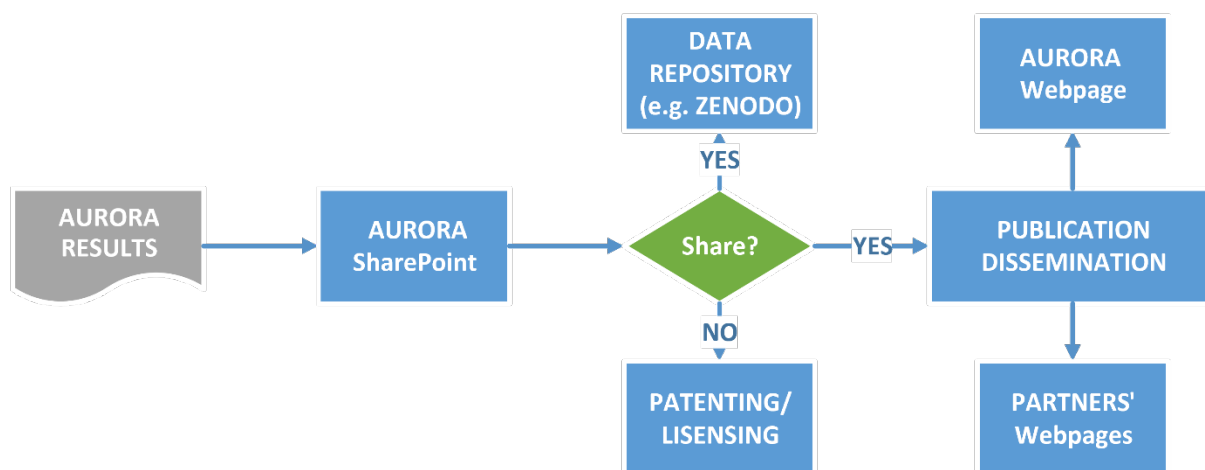 DATA
REPOSITORY
(e.g. ZENODO)
AURORA
Webpage
YES
AURORA
RESULTS
AURORA
SharePoint
Share?
YES
PUBLICATION
DISSEMINATION
NO
PATENTING/
LISENSING
PARTNERS'
Webpages